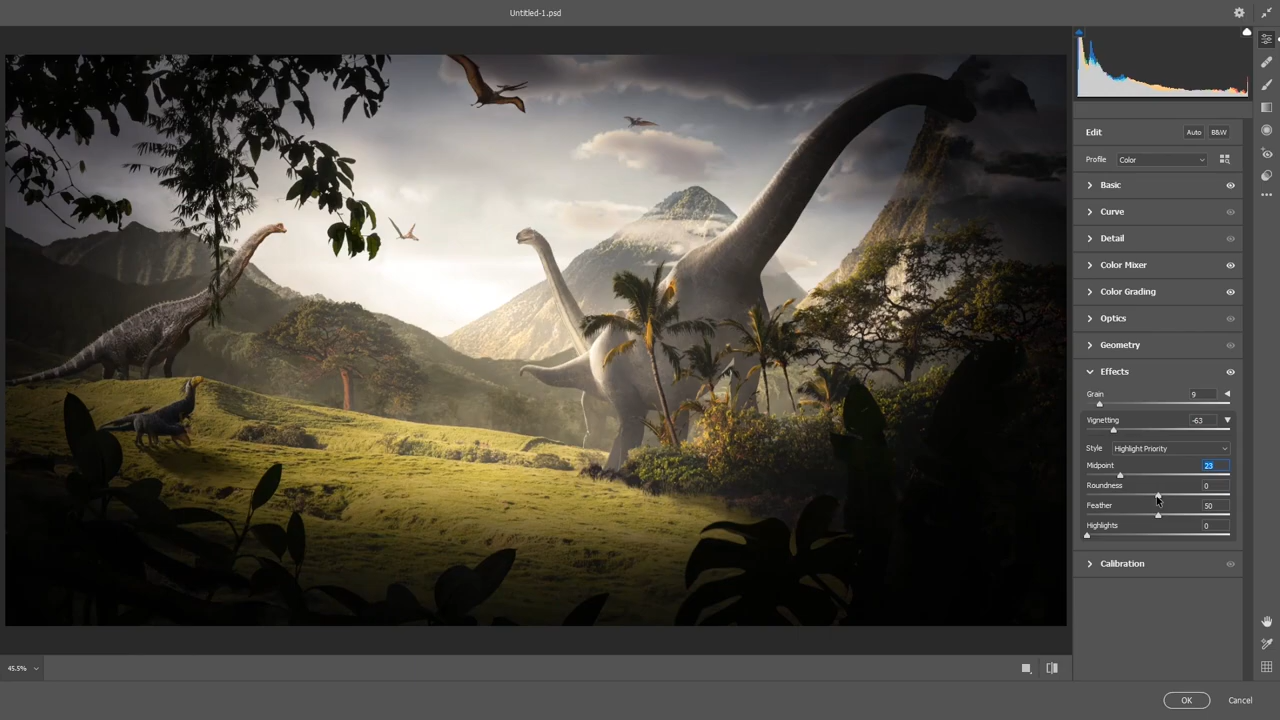 Untitled-1.psd
Edit
Auto
B&W
Profile
Color
Basic
Curve
Detail
Color Mixer
Color Grading
Optics
Geometry
Effects
Grain
9
Vignetting
-63
Style
Highlight Priority
Midpoint
23
Roundness
0
Feather
50
Highlights
0
Calibration
45.5%
OK
Cancel